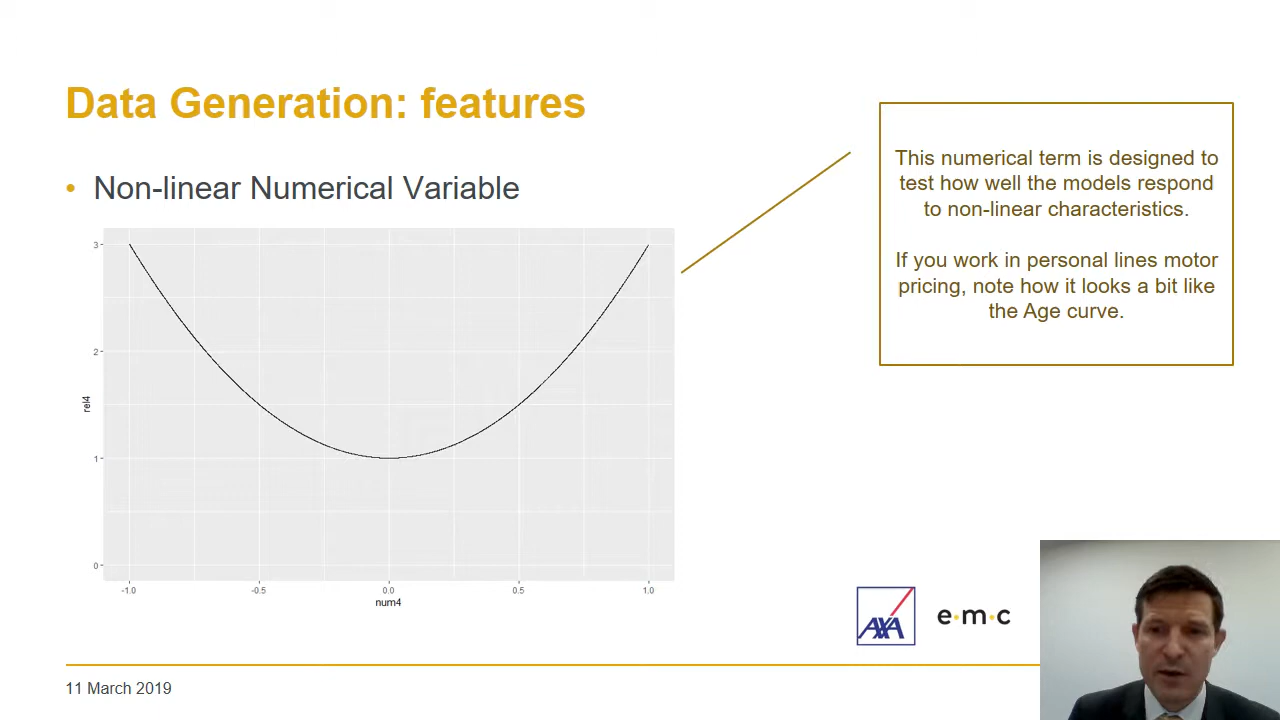 Data Generation: features
• Non-linear Numerical Variable
3
2
1
0
rel4
-1.0
-0.5
0.0
0.5
1.0
num4
This numerical term is designed to
test how well the models respond
to non-linear characteristics.
If you work in personal lines motor
pricing, note how it looks a bit like
the Age curve.
AXA
e·m·c
11 March 2019